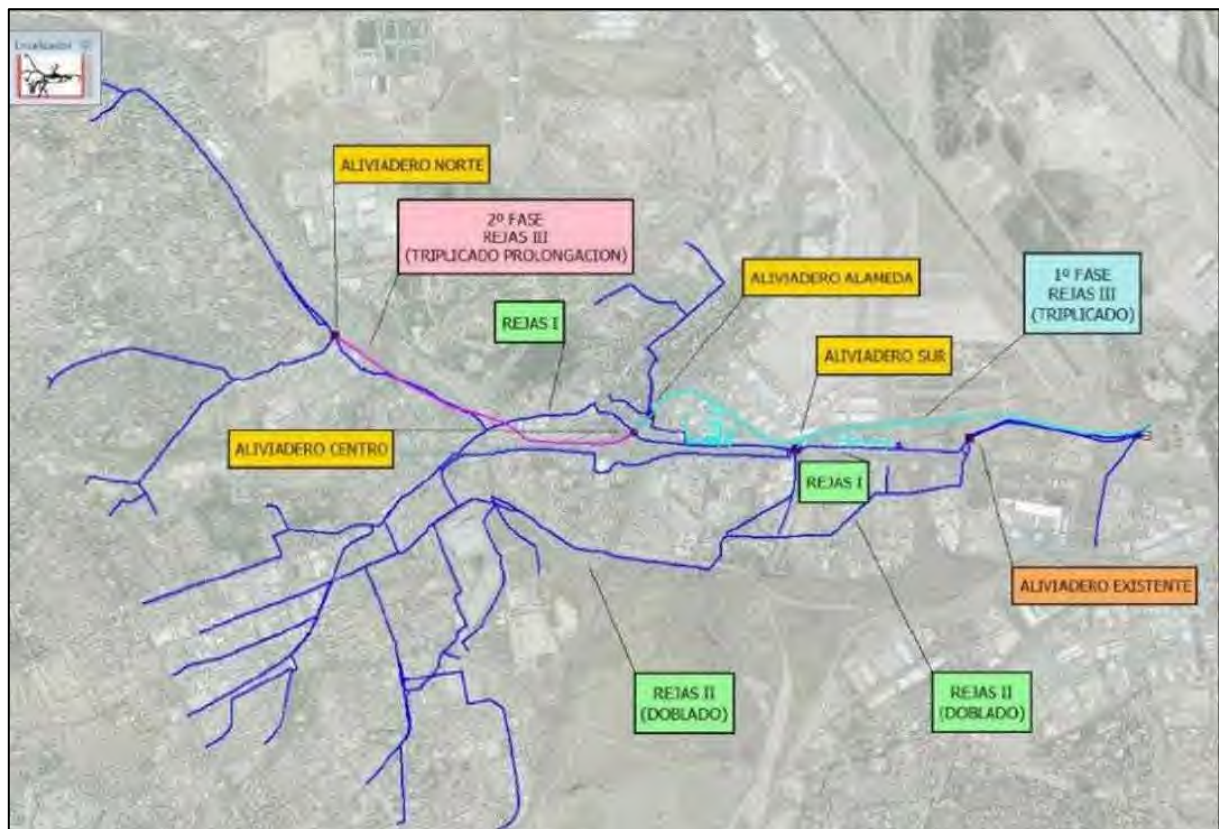 Localizador
ALIVIADERO NORTE
2º FASE
REJAS III
(TRIPLICADO PROLONGACION)
REJAS I
ALIVIADERO ALAMEDA
1º FASE
REJAS III
(TRIPLICADO)
ALIVIADERO SUR
ALIVIADERO CENTRO
REJAS I
ALIVIADERO EXISTENTE
REJAS II
(DOBLADO)
REJAS II
(DOBLADO)